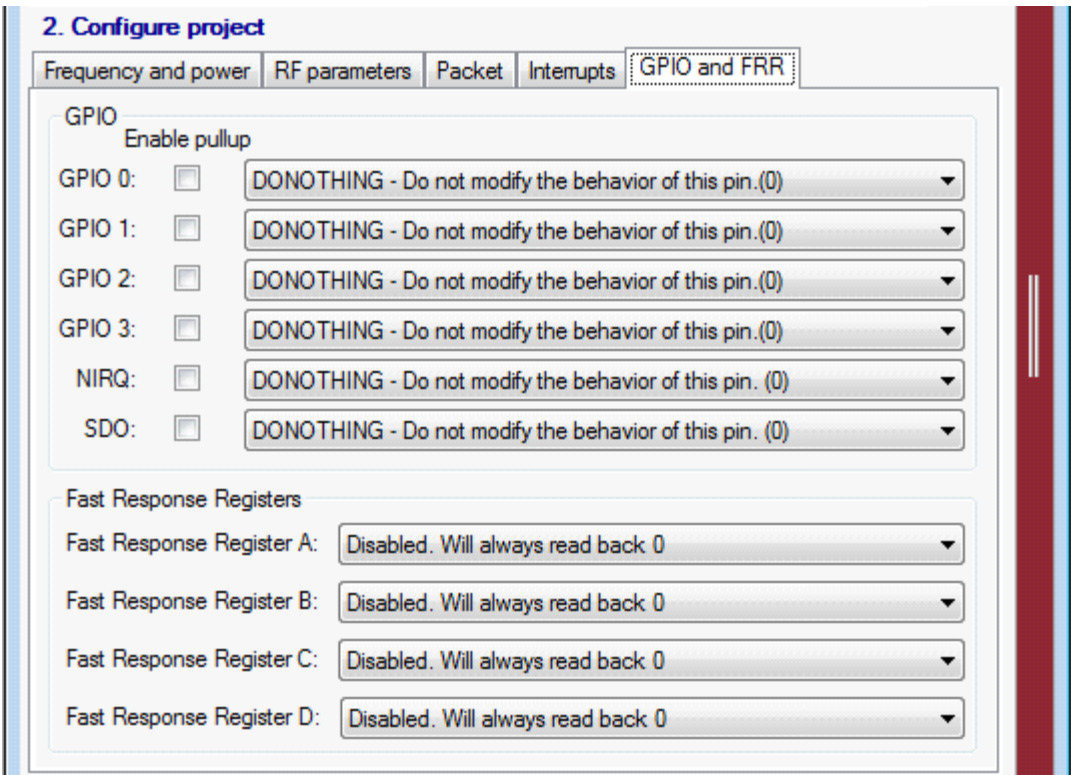 2. Configure project
Frequency and power RF parameters Packet Interrupts GPIO and FRR
GPIO
Enable pullup
GPIO 0: DONOTHING - Do not modify the behavior of this pin.(0)
GPIO 1: DONOTHING - Do not modify the behavior of this pin.(0)
GPIO 2: DONOTHING - Do not modify the behavior of this pin.(0)
GPIO 3: DONOTHING - Do not modify the behavior of this pin.(0)
NIRQ: DONOTHING - Do not modify the behavior of this pin. (0)
SDO: DONOTHING - Do not modify the behavior of this pin. (0)
Fast Response Registers
Fast Response Register A: Disabled. Will always read back 0
Fast Response Register B: Disabled. Will always read back 0
Fast Response Register C: Disabled. Will always read back 0
Fast Response Register D: Disabled. Will always read back 0